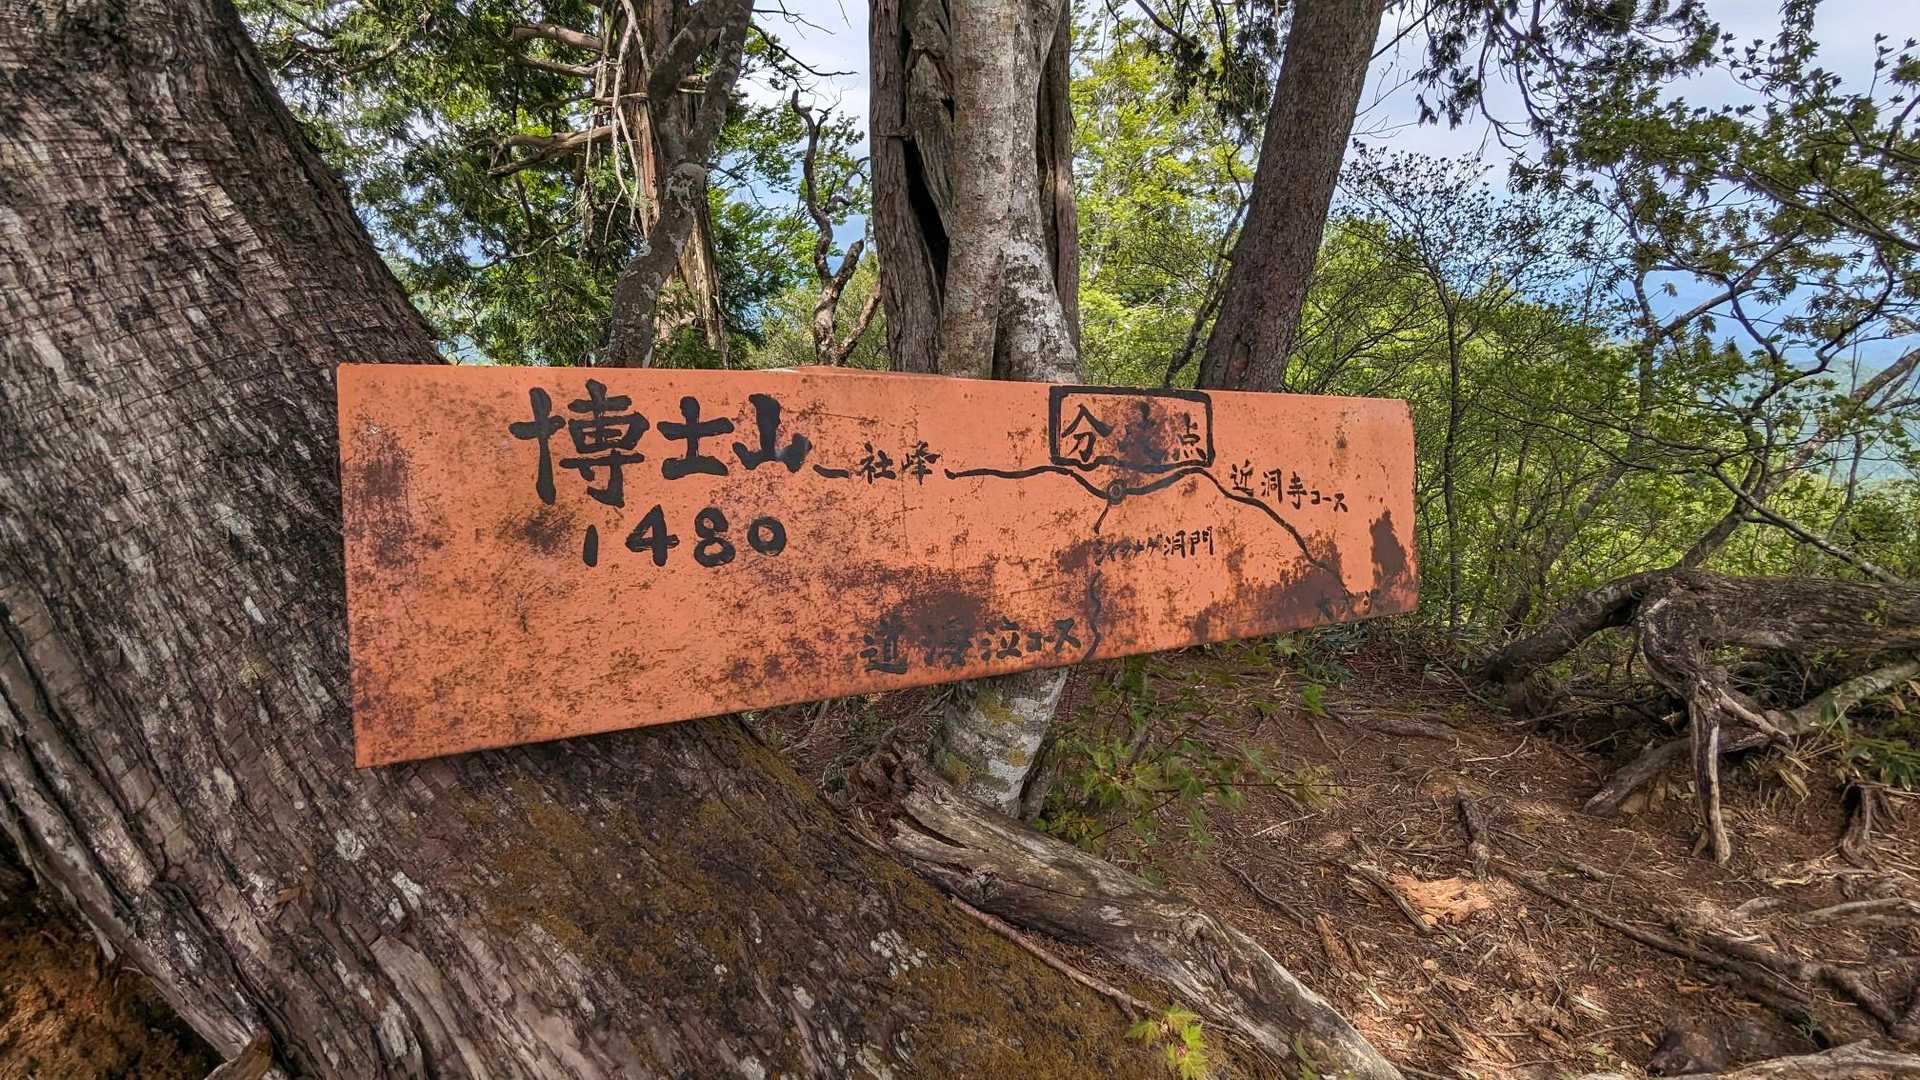 博士山
1480
社峰
分岐点
近洞寺コース
洞門
道海泣コース